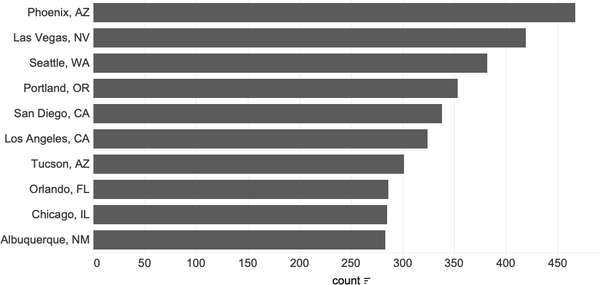 Phoenix, AZ
Las Vegas, NV
Seattle, WA
Portland, OR
San Diego, CA
Los Angeles, CA
Tucson, AZ
Orlando, FL
Chicago, IL
Albuquerque, NM
0 50 100 150 200 250 300 350 400 450
count